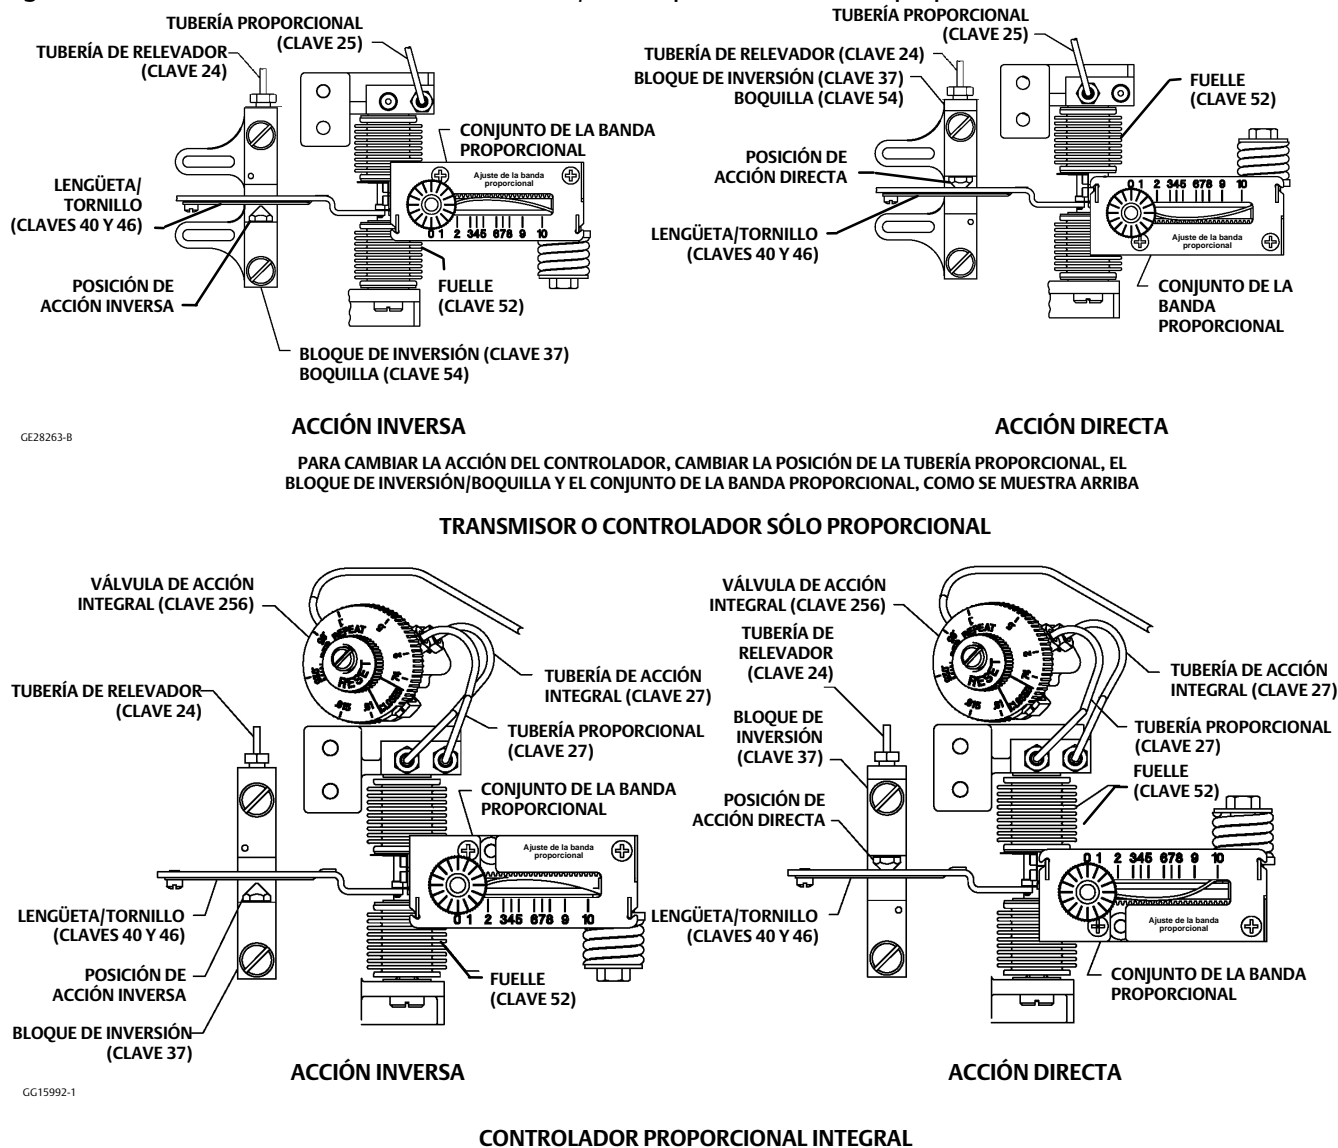 TUBERÍA PROPORCIONAL
(CLAVE 25)
TUBERÍA DE RELEVADOR
(CLAVE 24)
CONJUNTO DE LA BANDA
PROPORCIONAL
Ajuste de la banda
proporcional
0 1 2 345 678 9 10
LENGÜETA/
TORNILLO
(CLAVES 40 Y 46)
POSICIÓN DE
ACCIÓN INVERSA
FUELLE
(CLAVE 52)
BLOQUE DE INVERSIÓN (CLAVE 37)
BOQUILLA (CLAVE 54)
ACCIÓN INVERSA
GE28263-B
TUBERÍA PROPORCIONAL
(CLAVE 25)
TUBERÍA DE RELEVADOR (CLAVE 24)
BLOQUE DE INVERSIÓN (CLAVE 37)
BOQUILLA (CLAVE 54)
FUELLE
(CLAVE 52)
POSICIÓN DE
ACCIÓN DIRECTA
0 1 2 345 678 9 10
Ajuste de la banda
proporcional
LENGÜETA/TORNILLO
(CLAVES 40 Y 46)
CONJUNTO DE LA
BANDA
PROPORCIONAL
ACCIÓN DIRECTA
PARA CAMBIAR LA ACCIÓN DEL CONTROLADOR, CAMBIAR LA POSICIÓN DE LA TUBERÍA PROPORCIONAL, EL
BLOQUE DE INVERSIÓN/BOQUILLA Y EL CONJUNTO DE LA BANDA PROPORCIONAL, COMO SE MUESTRA ARRIBA
TRANSMISOR O CONTROLADOR SÓLO PROPORCIONAL
VÁLVULA DE ACCIÓN
INTEGRAL (CLAVE 256)
REPEAT
RESET
CLOSED
.01
.015
TUBERÍA DE ACCIÓN
INTEGRAL (CLAVE 27)
TUBERÍA DE RELEVADOR
(CLAVE 24)
TUBERÍA PROPORCIONAL
(CLAVE 27)
CONJUNTO DE LA BANDA
PROPORCIONAL
Ajuste de la banda
proporcional
0 1 2 345 678 9 10
LENGÜETA/TORNILLO
(CLAVES 40 Y 46)
POSICIÓN DE
ACCIÓN INVERSA
FUELLE
(CLAVE 52)
BLOQUE DE INVERSIÓN
(CLAVE 37)
ACCIÓN INVERSA
GG15992-1
VÁLVULA DE ACCIÓN
INTEGRAL (CLAVE 256)
REPEAT
RESET
CLOSED
.01
.015
TUBERÍA DE
RELEVADOR
(CLAVE 24)
TUBERÍA DE ACCIÓN
INTEGRAL (CLAVE 27)
BLOQUE DE
INVERSIÓN
(CLAVE 37)
TUBERÍA PROPORCIONAL
(CLAVE 27)
FUELLE
(CLAVE 52)
POSICIÓN DE
ACCIÓN DIRECTA
0 1 2 345 678 9 10
Ajuste de la banda
proporcional
LENGÜETA/TORNILLO
(CLAVES 40 Y 46)
CONJUNTO DE LA BANDA
PROPORCIONAL
ACCIÓN DIRECTA
CONTROLADOR PROPORCIONAL INTEGRAL